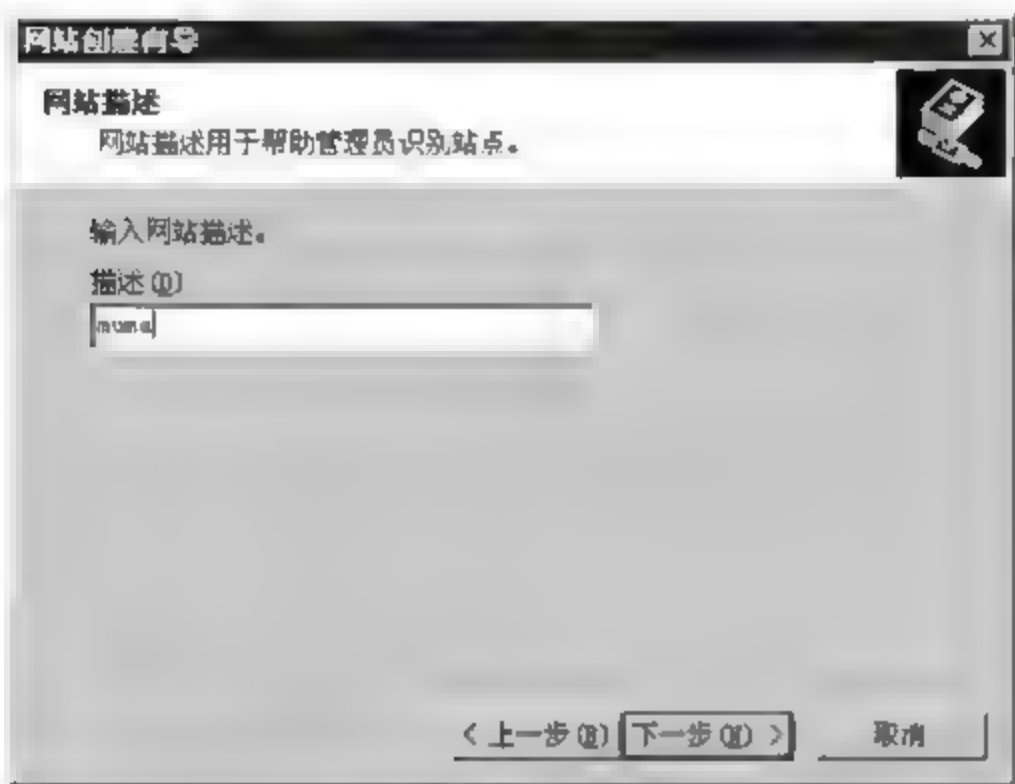 网站创建向导
网站描述
网站描述用于帮助管理员识别站点。
输入网站描述。
描述(D)
muma
< 上一步(B) 下一步(N) > 取消